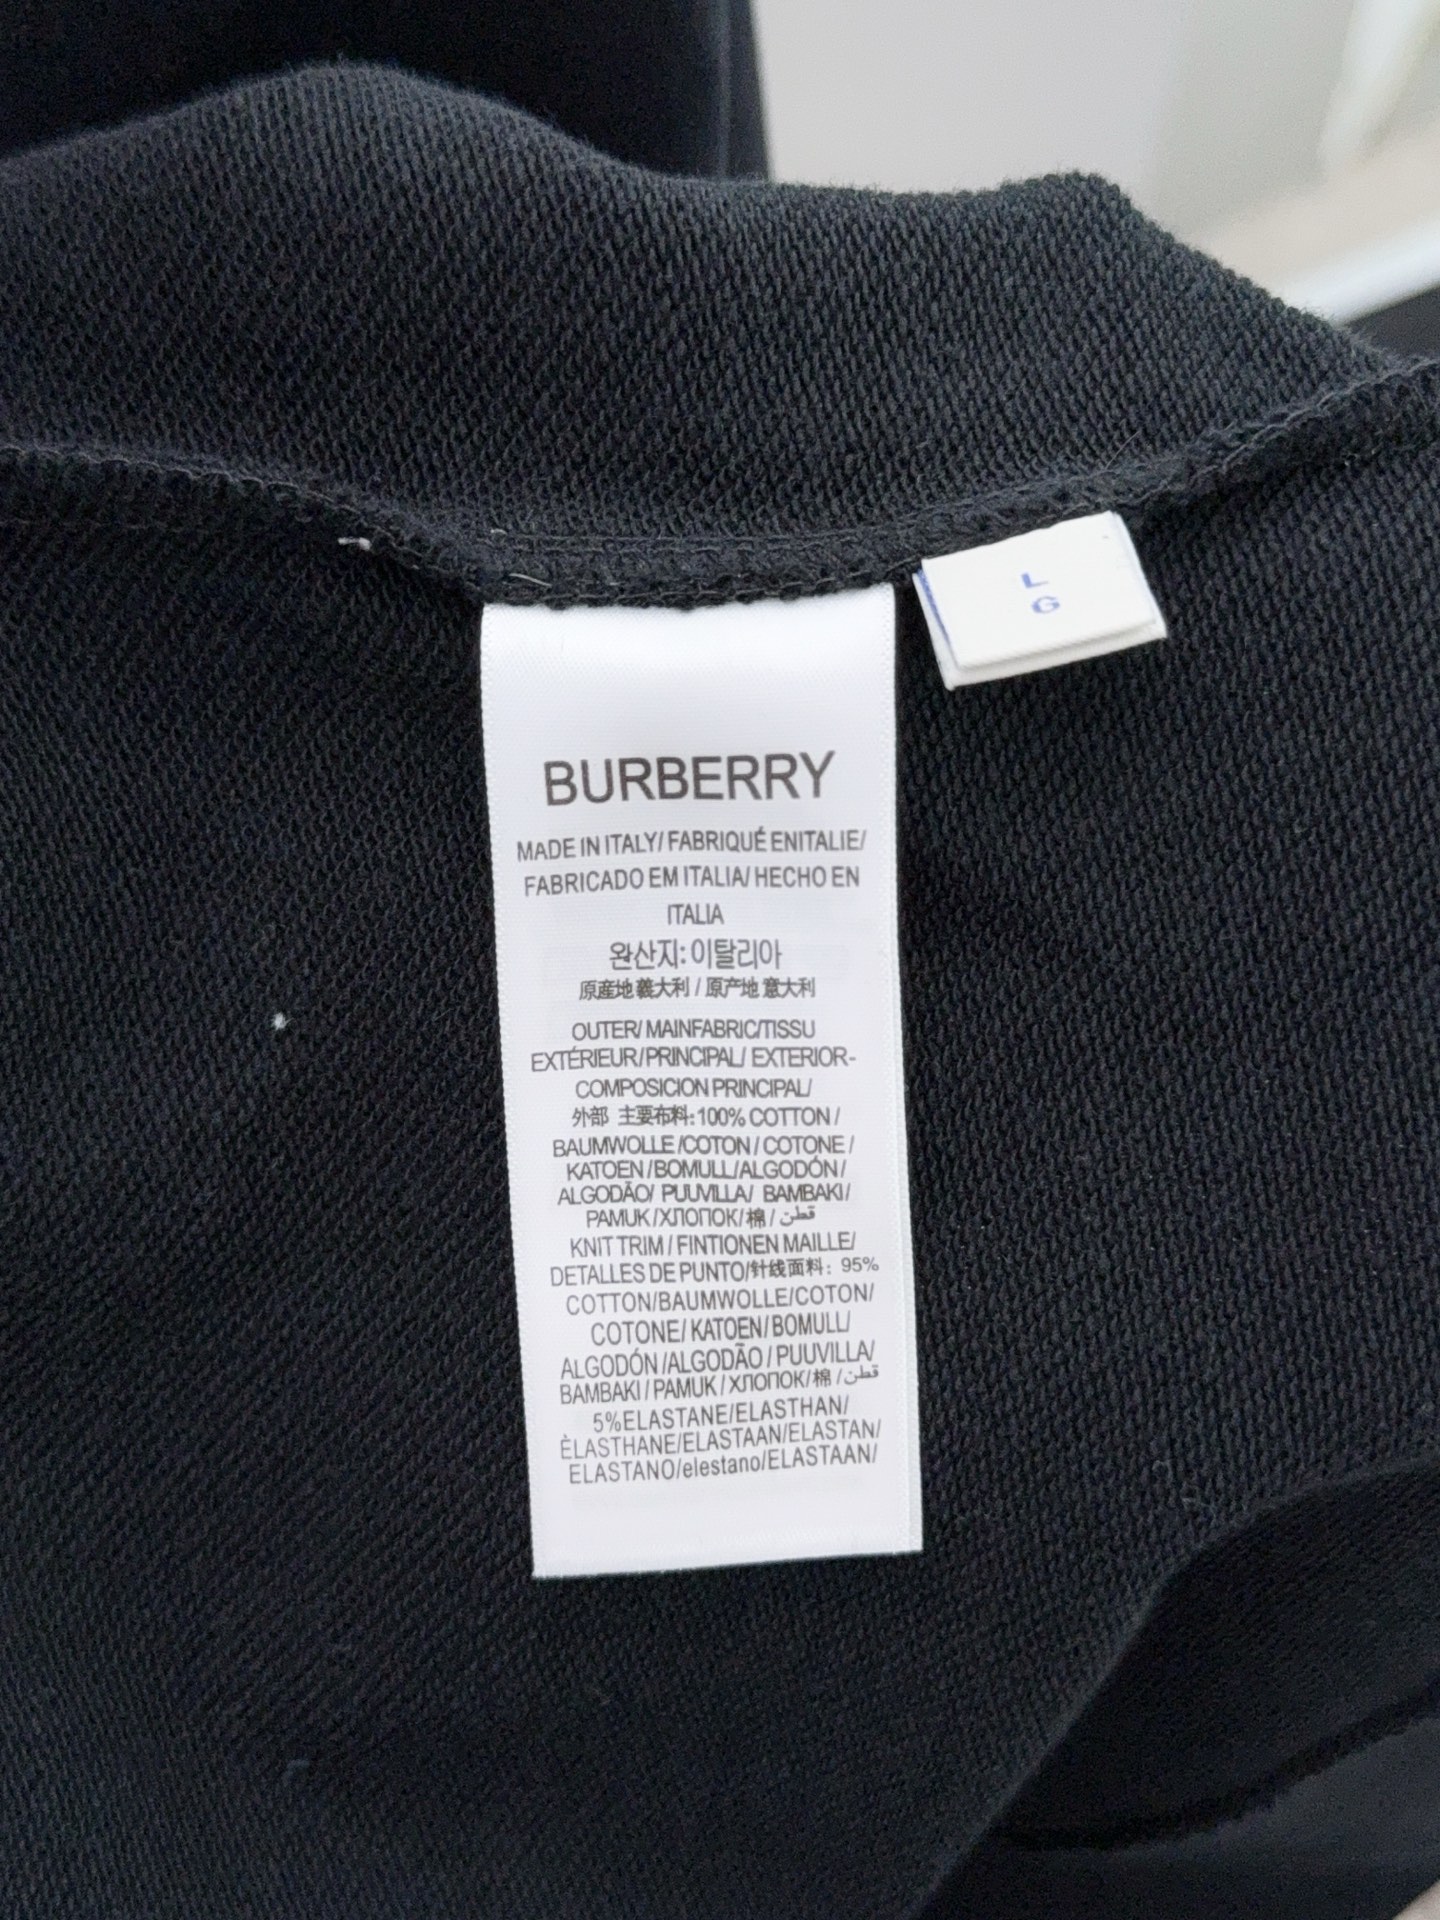 L
G
BURBERRY
MADE IN ITALY/ FABRIQUÉ ENITALIE/
FABRICADO EM ITALIA/ HECHO EN
ITALIA
완산지: 이탈리아
原産地義大利 / 原产地 意大利
OUTER/ MAINFABRIC/TISSU
EXTÉRIEUR/PRINCIPAL/ EXTERIOR-
COMPOSICION PRINCIPAL/
外部 主要布料: 100% COTTON /
BAUMWOLLE /COTON / COTONE /
KATOEN / BOMULL/ALGODÓN /
ALGODÃO/ PUUVILLA/ BAMBAKI /
PAMUK /ХЛОПОК/ 棉 / قطن
KNIT TRIM / FINTIONEN MAILLE/
DETALLES DE PUNTO/针线面料: 95%
COTTON/BAUMWOLLE/COTON/
COTONE/ KATOEN/ BOMULL/
ALGODÓN /ALGODÃO / PUUVILLA/
BAMBAKI / PAMUK / ХЛОПОК/ 棉 / قطن
5%ELASTANE/ELASTHAN/
ÈLASTHANE/ELASTAAN/ELASTAN/
ELASTANO/elestano/ELASTAAN/